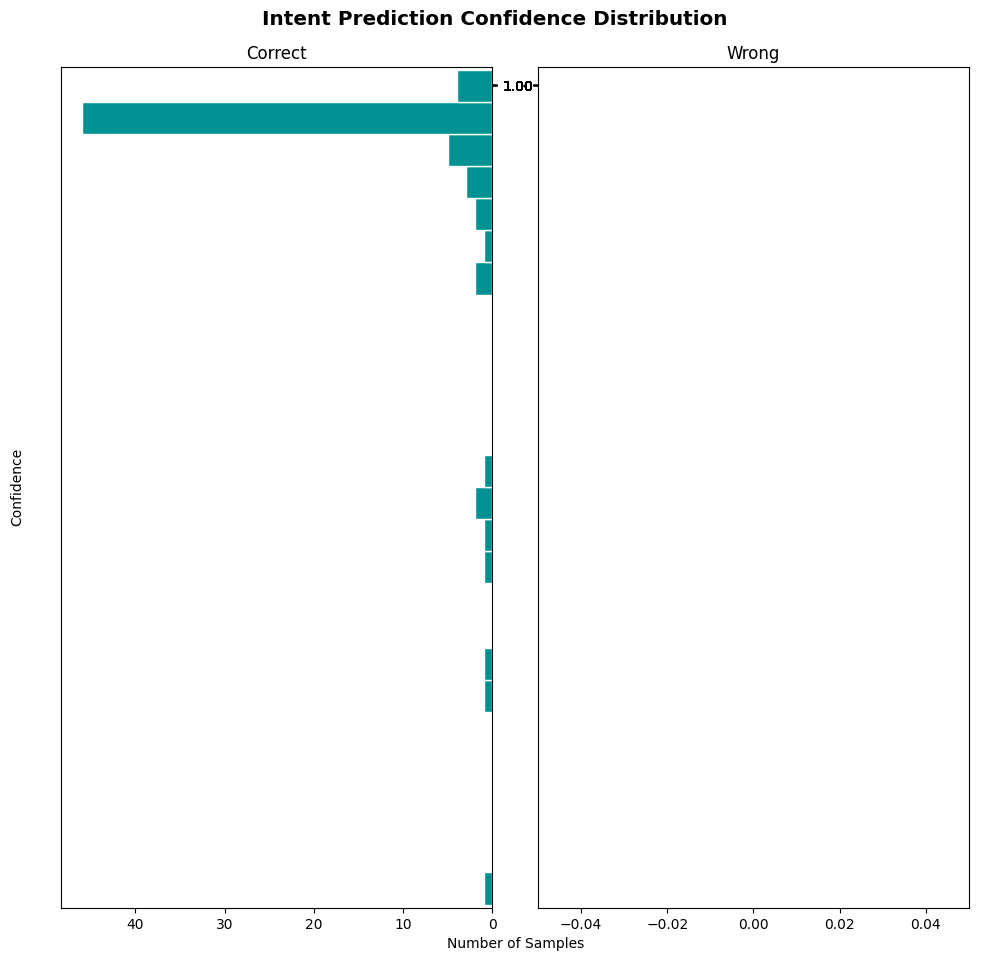 Intent Prediction Confidence Distribution
Correct
Wrong
1.00
Confidence
40 30 20 10 0
−0.04 −0.02 0.00 0.02 0.04
Number of Samples